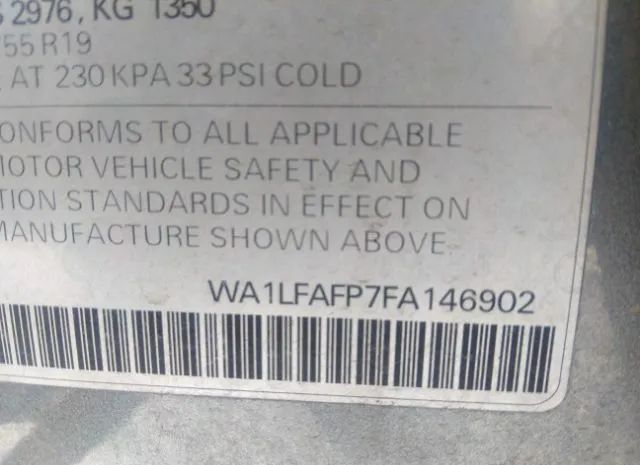 2976, KG 1350
55 R19
AT 230 KPA 33 PSI COLD
ONFORMS TO ALL APPLICABLE
MOTOR VEHICLE SAFETY AND
TION STANDARDS IN EFFECT ON
MANUFACTURE SHOWN ABOVE.
WA1LFAFP7FA146902